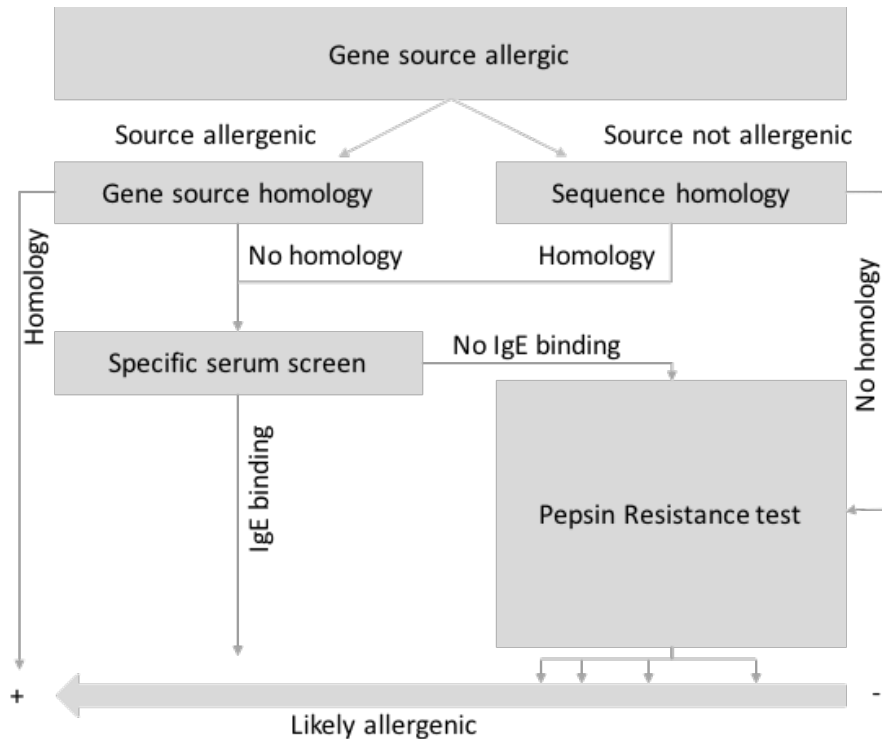 Gene source allergic
Source allergenic
Source not allergenic
Gene source homology
Sequence homology
Homology
No homology
Homology
No homology
Specific serum screen
No IgE binding
IgE binding
Pepsin Resistance test
+
-
Likely allergenic